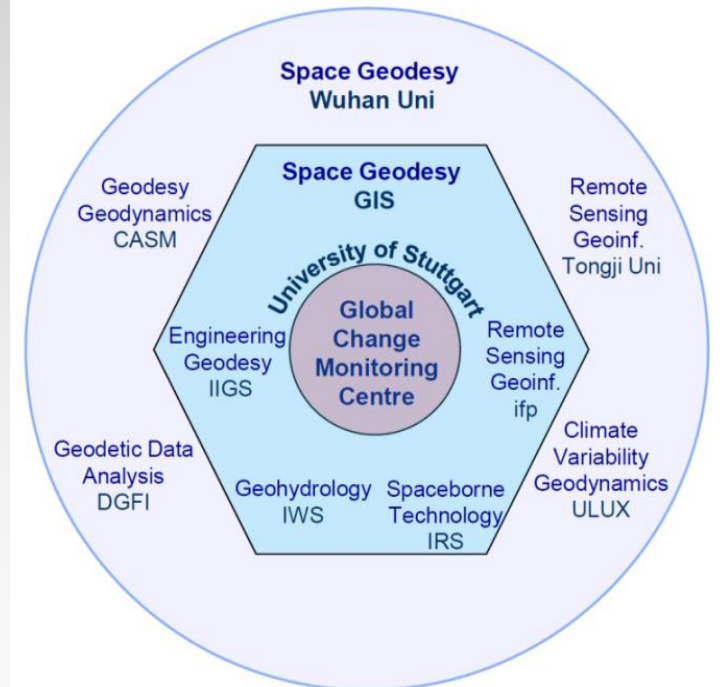 Space Geodesy
Wuhan Uni
Geodesy
Geodynamics
CASM
Space Geodesy
GIS
Remote
Sensing
Geoinf.
Tongji Uni
University of Stuttgart
Global
Change
Monitoring
Centre
Engineering
Geodesy
IIGS
Remote
Sensing
Geoinf.
ifp
Geodetic Data
Analysis
DGFI
Geohydrology
IWS
Spaceborne
Technology
IRS
Climate
Variability
Geodynamics
ULUX